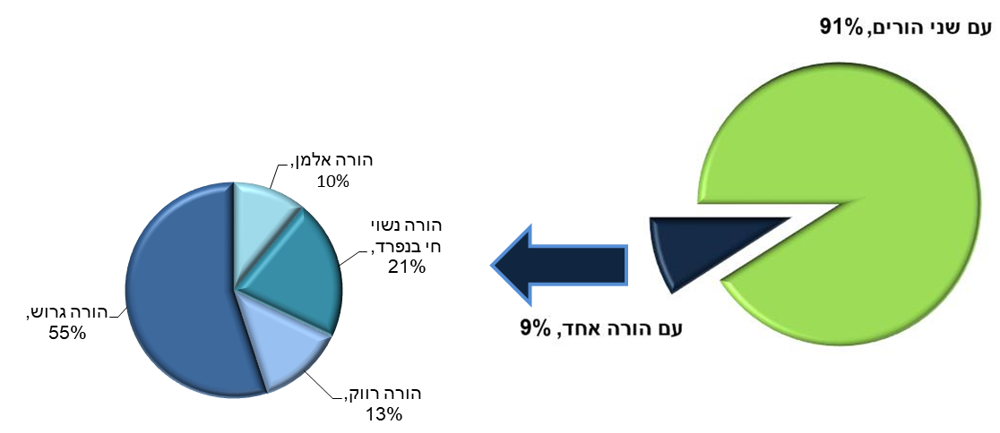 עם שני הורים, 91%
עם הורה אחד, 9%
הורה אלמן,
10%
הורה נשוי
חי בנפרד,
21%
הורה רווק,
13%
הורה גרוש,
55%